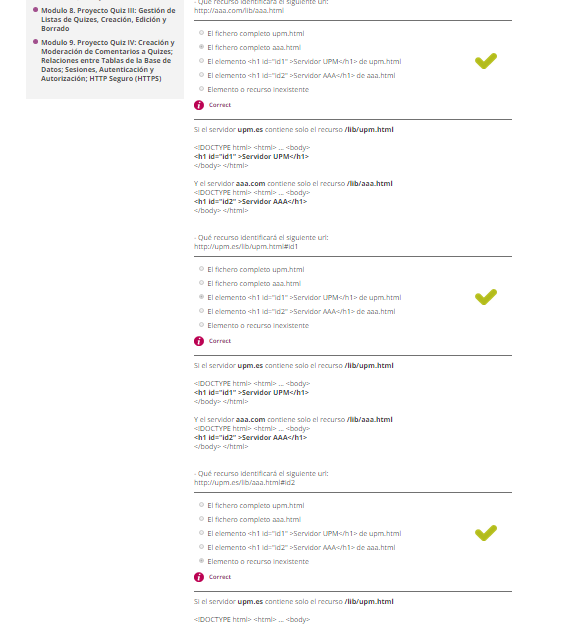 Modulo 8. Proyecto Quiz III: Gestión de
Listas de Quizes, Creación, Edición y
Borrado
Modulo 9. Proyecto Quiz IV: Creación y
Moderación de Comentarios a Quizes;
Relaciones entre Tablas de la Base de
Datos; Sesiones, Autenticación y
Autorización; HTTP Seguro (HTTPS)
- Qué recurso identificará el siguiente url:
http://aaa.com/lib/aaa.html
El fichero completo upm.html
El fichero completo aaa.html
El elemento <h1 id="id1" >Servidor UPM</h1> de upm.html
El elemento <h1 id="id2" >Servidor AAA</h1> de aaa.html
Elemento o recurso inexistente
Correct
Si el servidor upm.es contiene solo el recurso /lib/upm.html
<!DOCTYPE html> <html> ... <body>
<h1 id="id1" >Servidor UPM</h1>
</body> </html>
Y el servidor aaa.com contiene solo el recurso /lib/aaa.html
<!DOCTYPE html> <html> ... <body>
<h1 id="id2" >Servidor AAA</h1>
</body> </html>
- Qué recurso identificará el siguiente url:
http://upm.es/lib/upm.html#id1
El fichero completo upm.html
El fichero completo aaa.html
El elemento <h1 id="id1" >Servidor UPM</h1> de upm.html
El elemento <h1 id="id2" >Servidor AAA</h1> de aaa.html
Elemento o recurso inexistente
Correct
Si el servidor upm.es contiene solo el recurso /lib/upm.html
<!DOCTYPE html> <html> ... <body>
<h1 id="id1" >Servidor UPM</h1>
</body> </html>
Y el servidor aaa.com contiene solo el recurso /lib/aaa.html
<!DOCTYPE html> <html> ... <body>
<h1 id="id2" >Servidor AAA</h1>
</body> </html>
- Qué recurso identificará el siguiente url:
http://upm.es/lib/aaa.html#id2
El fichero completo upm.html
El fichero completo aaa.html
El elemento <h1 id="id1" >Servidor UPM</h1> de upm.html
El elemento <h1 id="id2" >Servidor AAA</h1> de aaa.html
Elemento o recurso inexistente
Correct
Si el servidor upm.es contiene solo el recurso /lib/upm.html
<!DOCTYPE html> <html> ... <body>